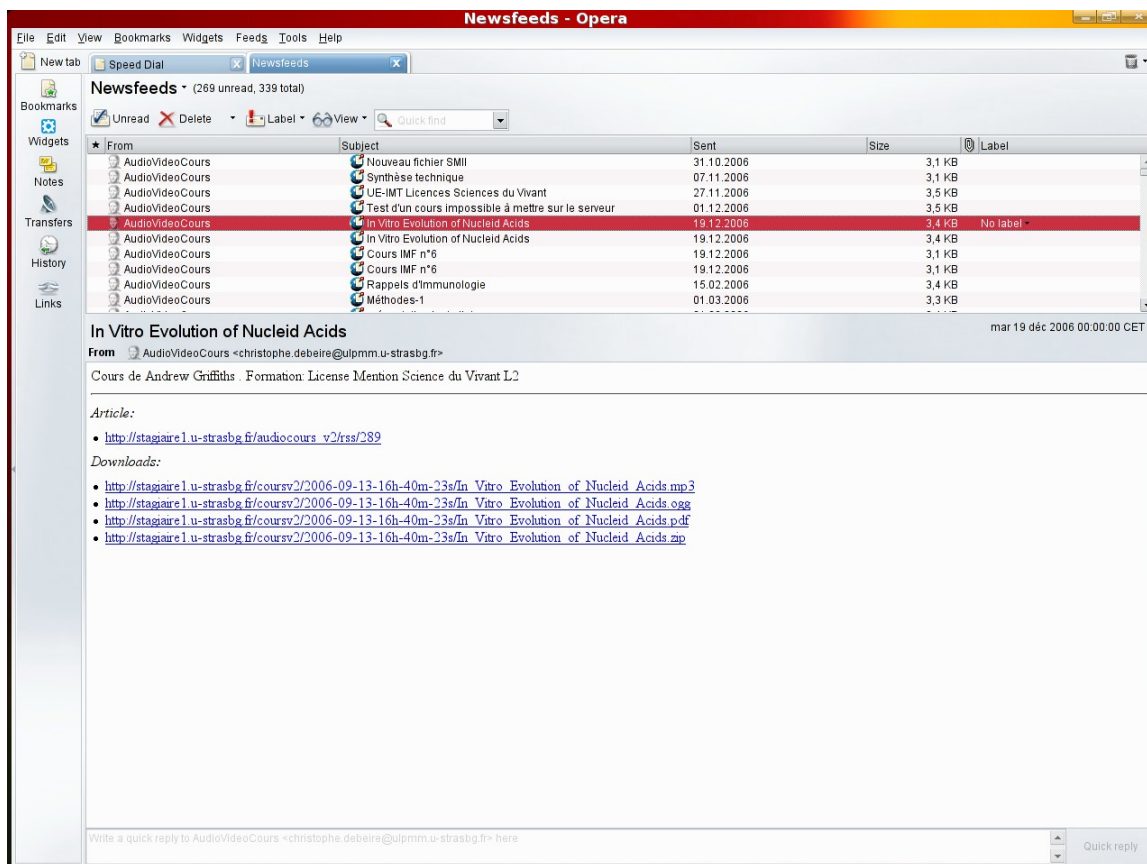 Newsfeeds - Opera
File Edit View Bookmarks Widgets Feeds Tools Help
New tab Speed Dial Newsfeeds
Bookmarks
Widgets
Notes
Transfers
History
Links
Newsfeeds (269 unread, 339 total)
Unread Delete Label View Quick find
From Subject Sent Size Label
AudioVideoCours Nouveau fichier SMII 31.10.2006 3,1 KB
AudioVideoCours Synthèse technique 07.11.2006 3,1 KB
AudioVideoCours UE-IMT Licences Sciences du Vivant 27.11.2006 3,5 KB
AudioVideoCours Test d'un cours impossible à mettre sur le serveur 01.12.2006 3,5 KB
AudioVideoCours In Vitro Evolution of Nucleid Acids 19.12.2006 3,4 KB No label
AudioVideoCours In Vitro Evolution of Nucleid Acids 19.12.2006 3,4 KB
AudioVideoCours Cours IMF n°6 19.12.2006 3,1 KB
AudioVideoCours Cours IMF n°6 19.12.2006 3,1 KB
AudioVideoCours Rappels d'Immunologie 15.02.2006 3,4 KB
AudioVideoCours Méthodes-1 01.03.2006 3,3 KB
In Vitro Evolution of Nucleid Acids mar 19 déc 2006 00:00:00 CET
From AudioVideoCours <christophe.debeire@ulpmm.u-strasbg.fr>
Cours de Andrew Griffiths . Formation: License Mention Science du Vivant L2
Article:
http://stagiaire1.u-strasbg.fr/audiocours_v2/rss/289
Downloads:
http://stagiaire1.u-strasbg.fr/coursv2/2006-09-13-16h-40m-23s/In_Vitro_Evolution_of_Nucleid_Acids.mp3
http://stagiaire1.u-strasbg.fr/coursv2/2006-09-13-16h-40m-23s/In_Vitro_Evolution_of_Nucleid_Acids.ogg
http://stagiaire1.u-strasbg.fr/coursv2/2006-09-13-16h-40m-23s/In_Vitro_Evolution_of_Nucleid_Acids.pdf
http://stagiaire1.u-strasbg.fr/coursv2/2006-09-13-16h-40m-23s/In_Vitro_Evolution_of_Nucleid_Acids.zip
Write a quick reply to AudioVideoCours <christophe.debeire@ulpmm.u-strasbg.fr> here
Quick reply